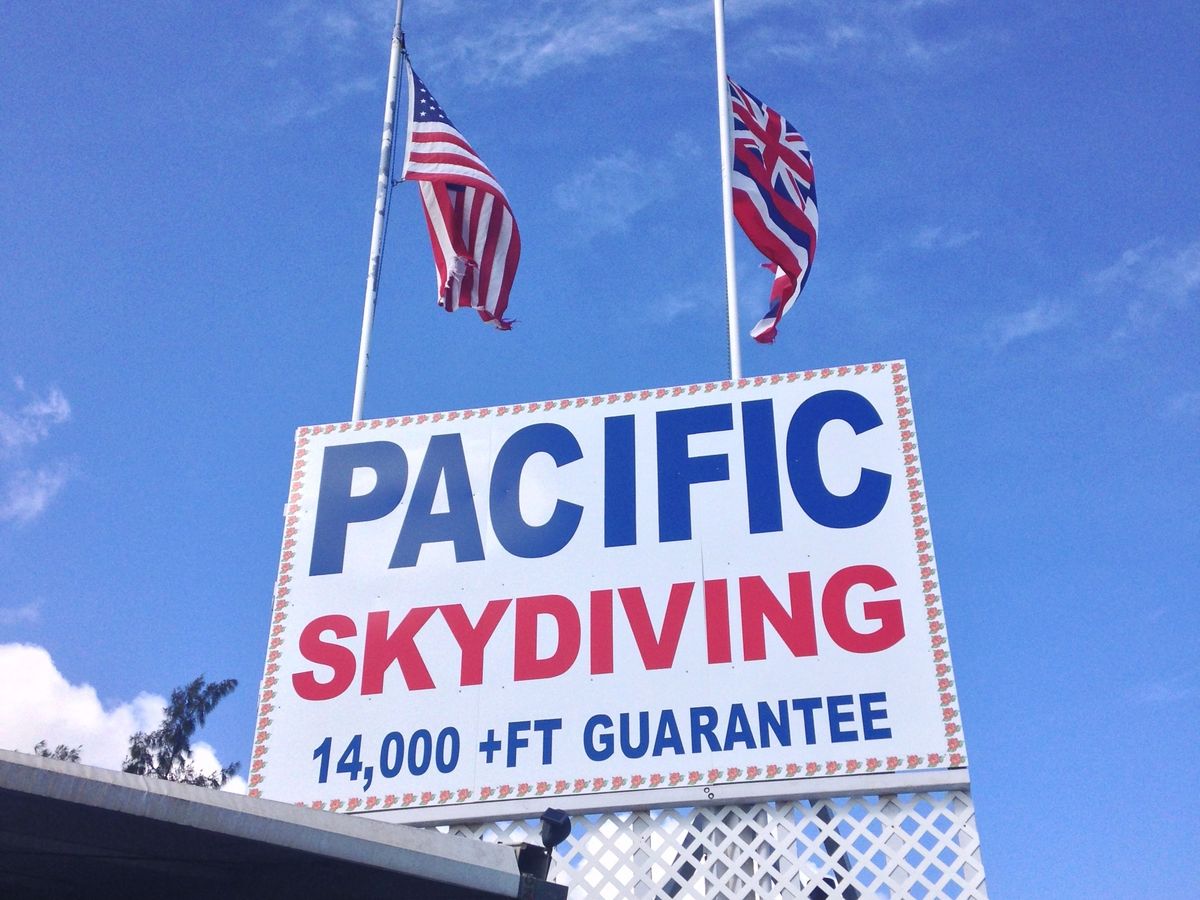 PACIFIC
SKYDIVING
14,000 +FT GUARANTEE